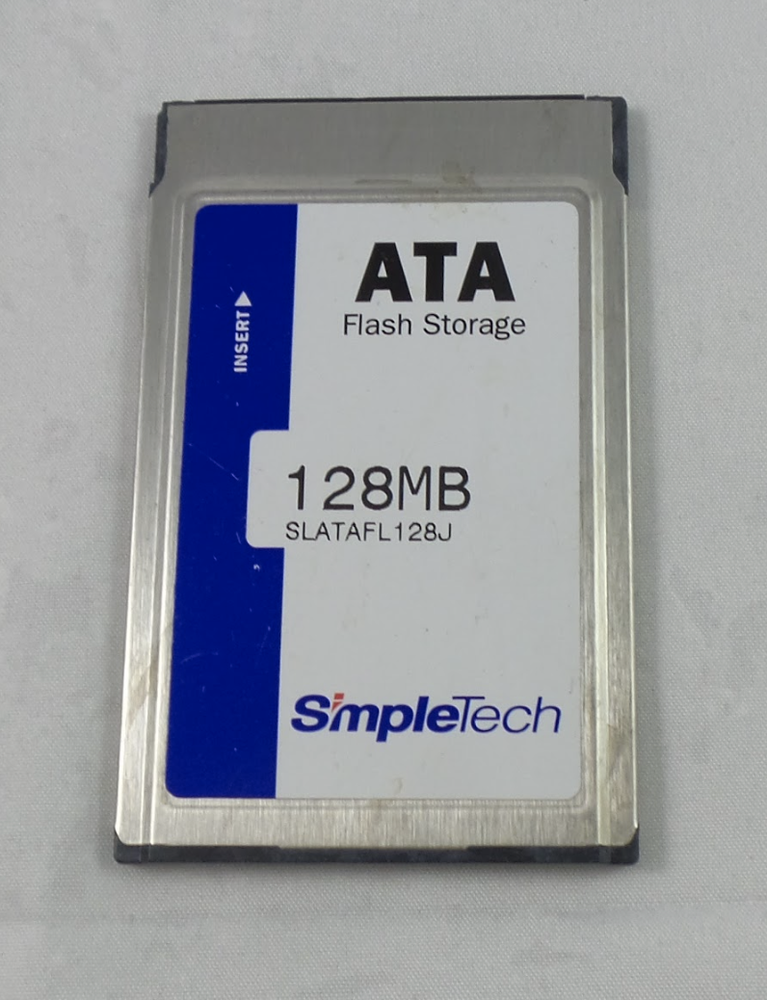 ATA
Flash Storage
INSERT
128MB
SLATAFL128J
SimpleTech